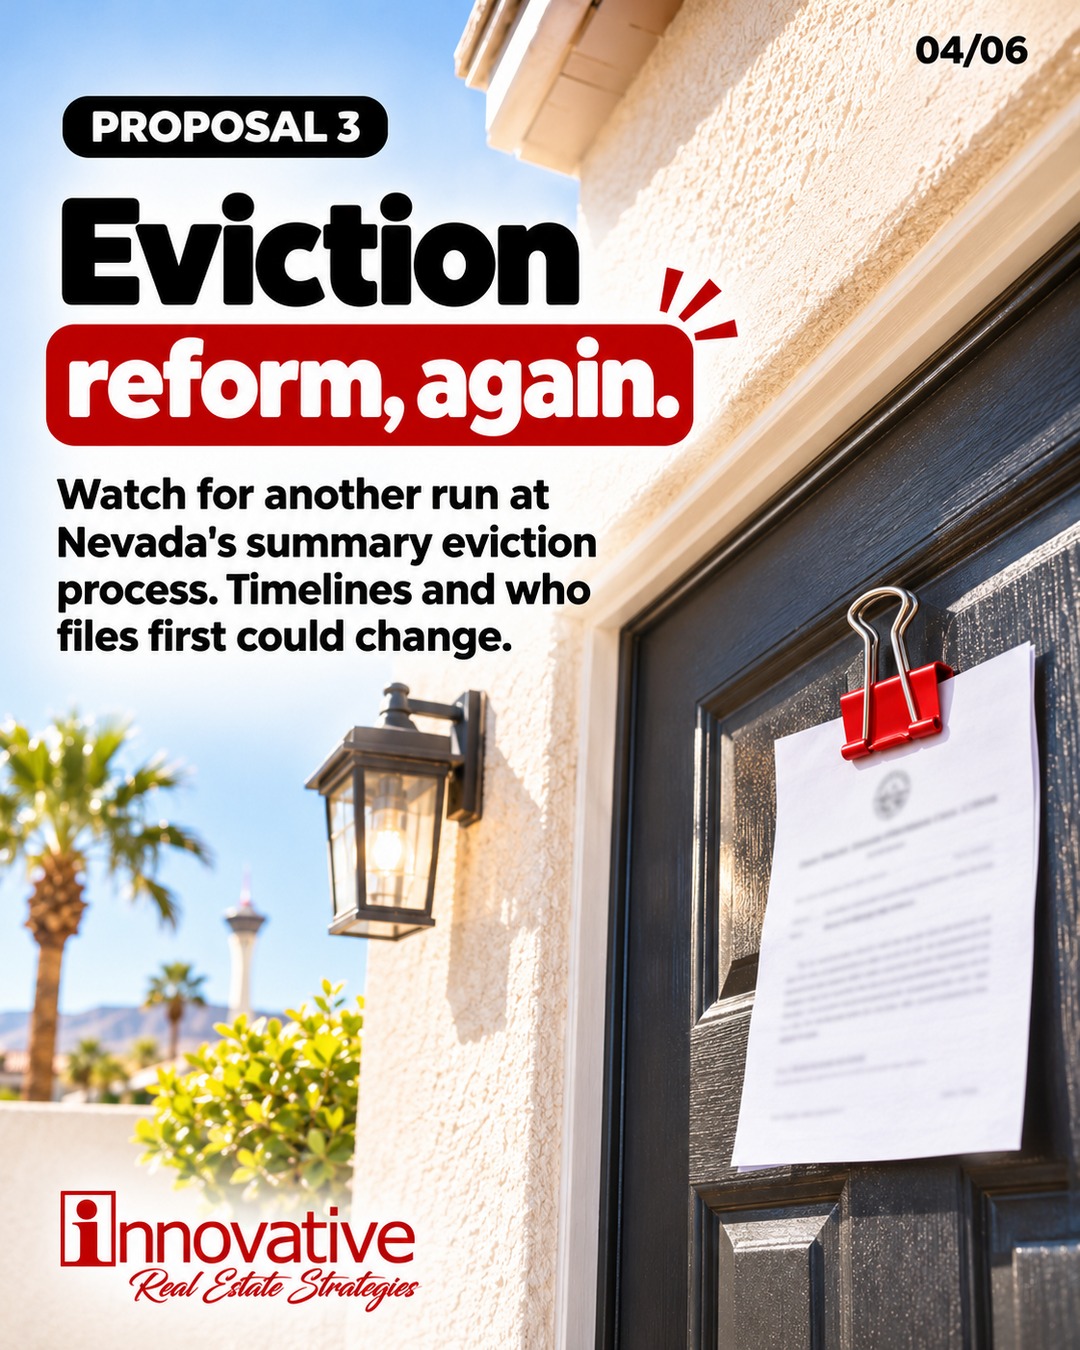 04/06
PROPOSAL 3
Eviction
reform, again.
Watch for another run at
Nevada's summary eviction
process. Timelines and who
files first could change.
innovative
Real Estate Strategies